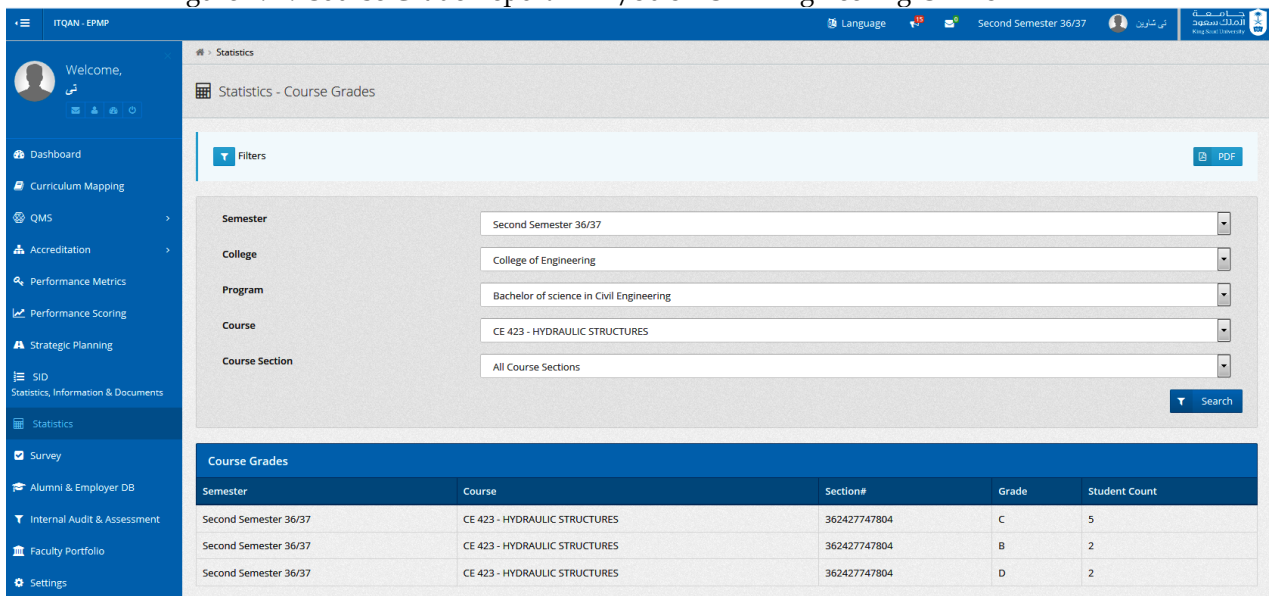 ITQAN - EPMP
Language
15
0
Second Semester 36/37
جـــامـــعـــة
الملك سعود
King Saud University
Welcome,
تى
Dashboard
Curriculum Mapping
QMS
Accreditation
Performance Metrics
Performance Scoring
Strategic Planning
SID
Statistics, Information & Documents
Statistics
Survey
Alumni & Employer DB
Internal Audit & Assessment
Faculty Portfolio
Settings
Statistics
Statistics - Course Grades
Filters
PDF
Semester
Second Semester 36/37
College
College of Engineering
Program
Bachelor of science in Civil Engineering
Course
CE 423 - HYDRAULIC STRUCTURES
Course Section
All Course Sections
Search
Course Grades
Semester Course Section# Grade Student Count
Second Semester 36/37 CE 423 - HYDRAULIC STRUCTURES 362427747804 C 5
Second Semester 36/37 CE 423 - HYDRAULIC STRUCTURES 362427747804 B 2
Second Semester 36/37 CE 423 - HYDRAULIC STRUCTURES 362427747804 D 2